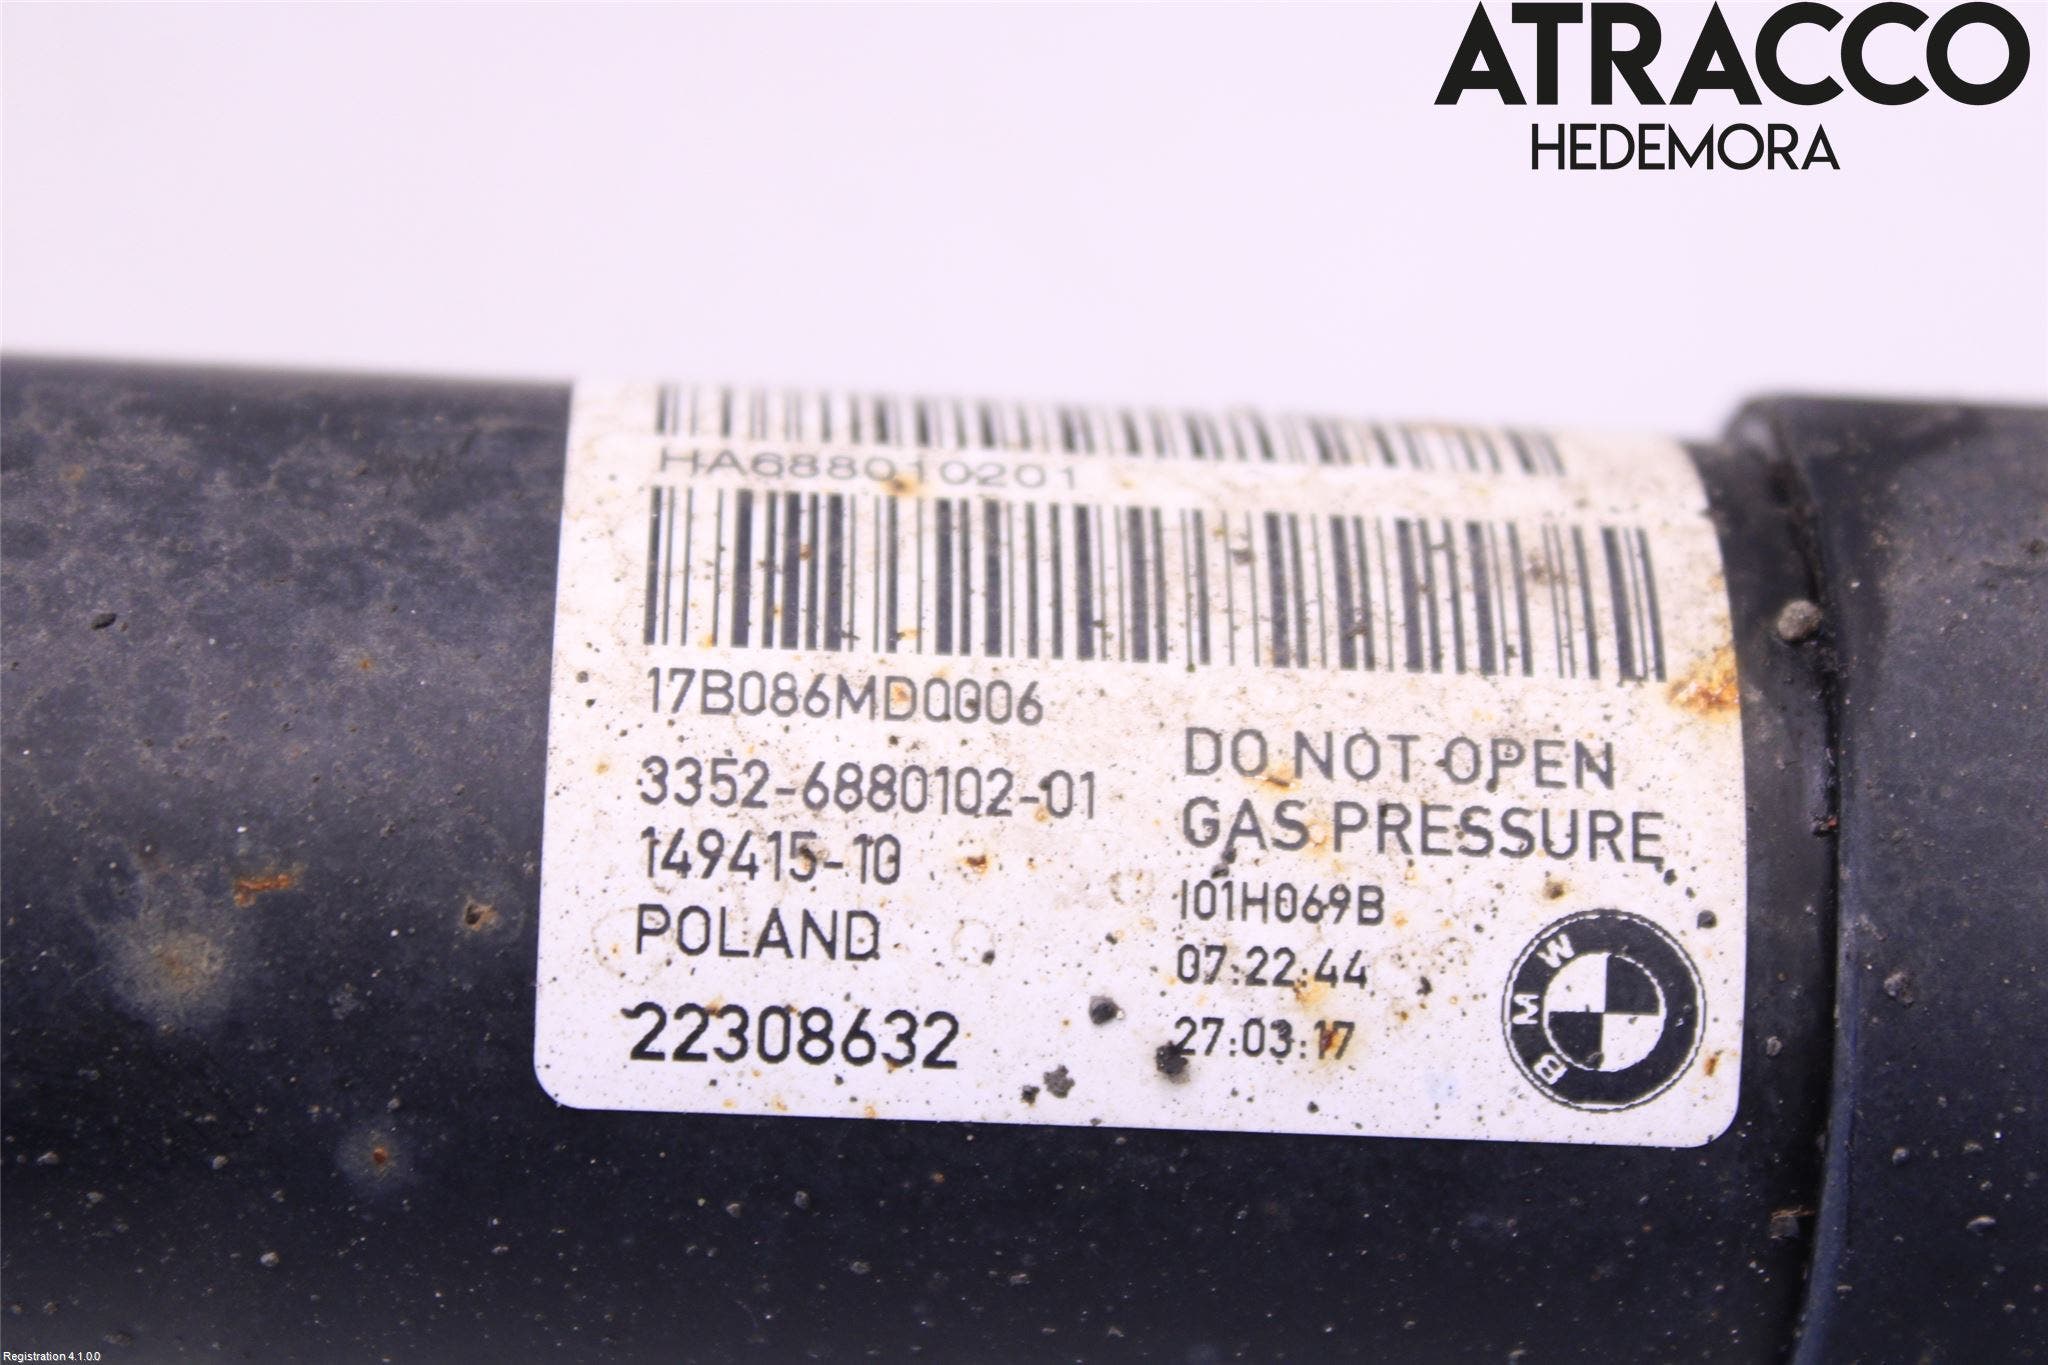 ATRACCO
HEDEMORA
HA688010201
17B086MD0006
3352-6880102-01
149415-10
POLAND
22308632
DO NOT OPEN
GAS PRESSURE
I01H069B
07:22:44
27:03:17
BMW
Registration 4.1.0.0